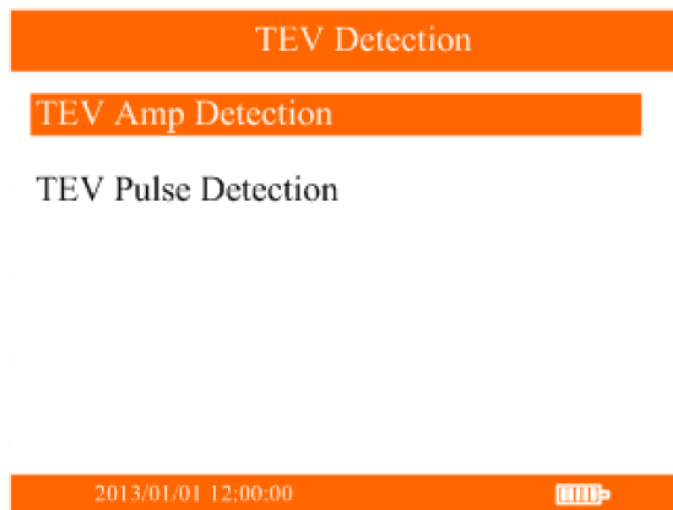 TEV Detection
TEV Amp Detection
TEV Pulse Detection
2013/01/01 12:00:00